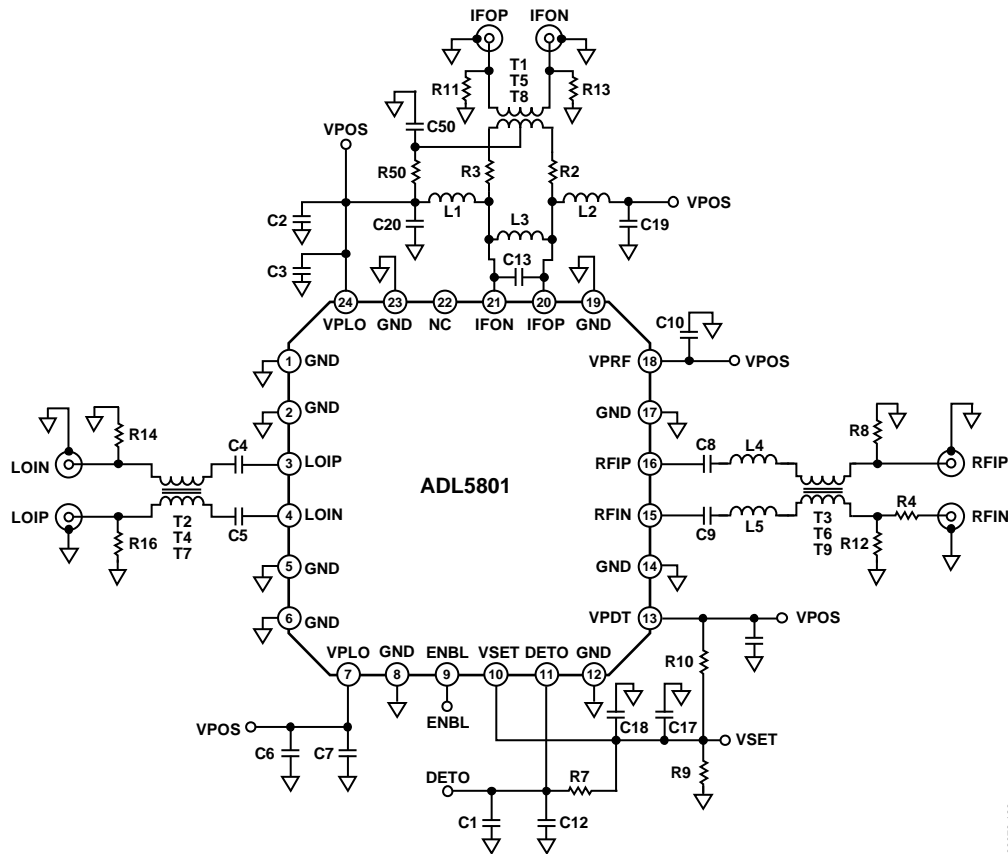 IFOP IFON
R11 T1 T5 T8 R13
VPOS C50
R50 R3 R2
C2 C20 L1 L3 L2 C19 VPOS
C3 C13
24 23 22 21 20 19
VPLO GND NC IFON IFOP GND
C10
1 GND VPRF 18 VPOS
2 GND GND 17
R14 C4 R8
LOIN 3 LOIP RFIP 16 C8 L4 RFIP
ADL5801
LOIP 4 LOIN RFIN 15 C9 L5 R4 RFIN
R16 T2 T4 T7 C5 T3 T6 T9 R12
5 GND GND 14
6 GND VPDT 13 VPOS
VPLO GND ENBL VSET DETO GND
7 8 9 10 11 12
R10
ENBL
VPOS C6 C7 C18 C17 VSET
DETO R7 R9
C1 C12